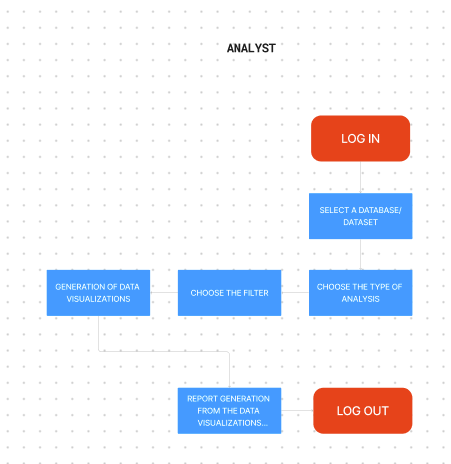 ANALYST
LOG IN
SELECT A DATABASE/
DATASET
CHOOSE THE TYPE OF
ANALYSIS
CHOOSE THE FILTER
GENERATION OF DATA
VISUALIZATIONS
REPORT GENERATION
FROM THE DATA
VISUALIZATIONS...
LOG OUT